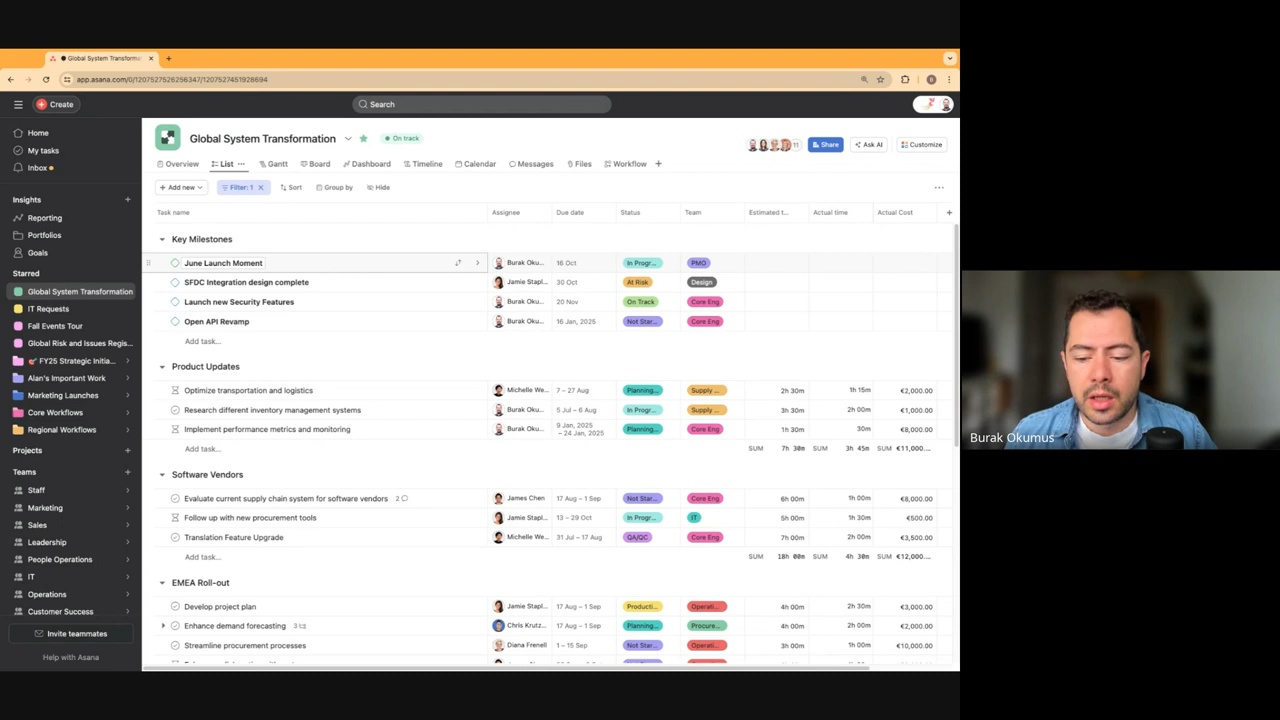 Global System Transforma
app.asana.com/0/1207527526256347/1207527451928694
Create
Search
Home
My tasks
Inbox
Insights
Reporting
Portfolios
Goals
Starred
Global System Transformation
IT Requests
Fall Events Tour
Global Risk and Issues Regis...
FY25 Strategic Initia...
Alan's Important Work
Marketing Launches
Core Workflows
Regional Workflows
Projects
Teams
Staff
Marketing
Sales
Leadership
People Operations
IT
Operations
Customer Success
Invite teammates
Help with Asana
Global System Transformation On track
11 Share Ask AI Customize
Overview List Gantt Board Dashboard Timeline Calendar Messages Files Workflow
Add new Filter: 1 Sort Group by Hide
Task name Assignee Due date Status Team Estimated t... Actual time Actual Cost
Key Milestones
June Launch Moment Burak Oku... 16 Oct In Progr... PMO
SFDC Integration design complete Jamie Stapl... 30 Oct At Risk Design
Launch new Security Features Burak Oku... 20 Nov On Track Core Eng
Open API Revamp Burak Oku... 16 Jan, 2025 Not Star... Core Eng
Add task...
Product Updates
Optimize transportation and logistics Michelle We... 7 – 27 Aug Planning... Supply ... 2h 30m 1h 15m €2,000.00
Research different inventory management systems Burak Oku... 5 Jul – 6 Aug In Progr... Supply ... 3h 30m 2h 00m €1,000.00
Implement performance metrics and monitoring Burak Oku... 9 Jan, 2025 – 24 Jan, 2025 Planning... Core Eng 1h 30m 30m €8,000.00
Add task... SUM 7h 30m SUM 3h 45m SUM €11,000....
Software Vendors
Evaluate current supply chain system for software vendors 2 James Chen 17 Aug – 1 Sep Not Star... Core Eng 6h 00m 1h 00m €8,000.00
Follow up with new procurement tools Jamie Stapl... 13 – 29 Oct In Progr... IT 5h 00m 1h 30m €500.00
Translation Feature Upgrade Michelle We... 31 Jul – 17 Aug QA/QC Core Eng 7h 00m 2h 00m €3,500.00
Add task... SUM 18h 00m SUM 4h 30m SUM €12,000....
EMEA Roll-out
Develop project plan Jamie Stapl... 17 Aug – 1 Sep Producti... Operati... 4h 00m 2h 30m €3,000.00
Enhance demand forecasting 3 Chris Krutz... 17 Aug – 1 Sep Planning... Procure... 4h 00m 1h 00m €2,000.00
Streamline procurement processes Diana Frenell 1 – 15 Sep Not Star... Operati... 3h 00m 1h 00m €10,000.00
Burak Okumus